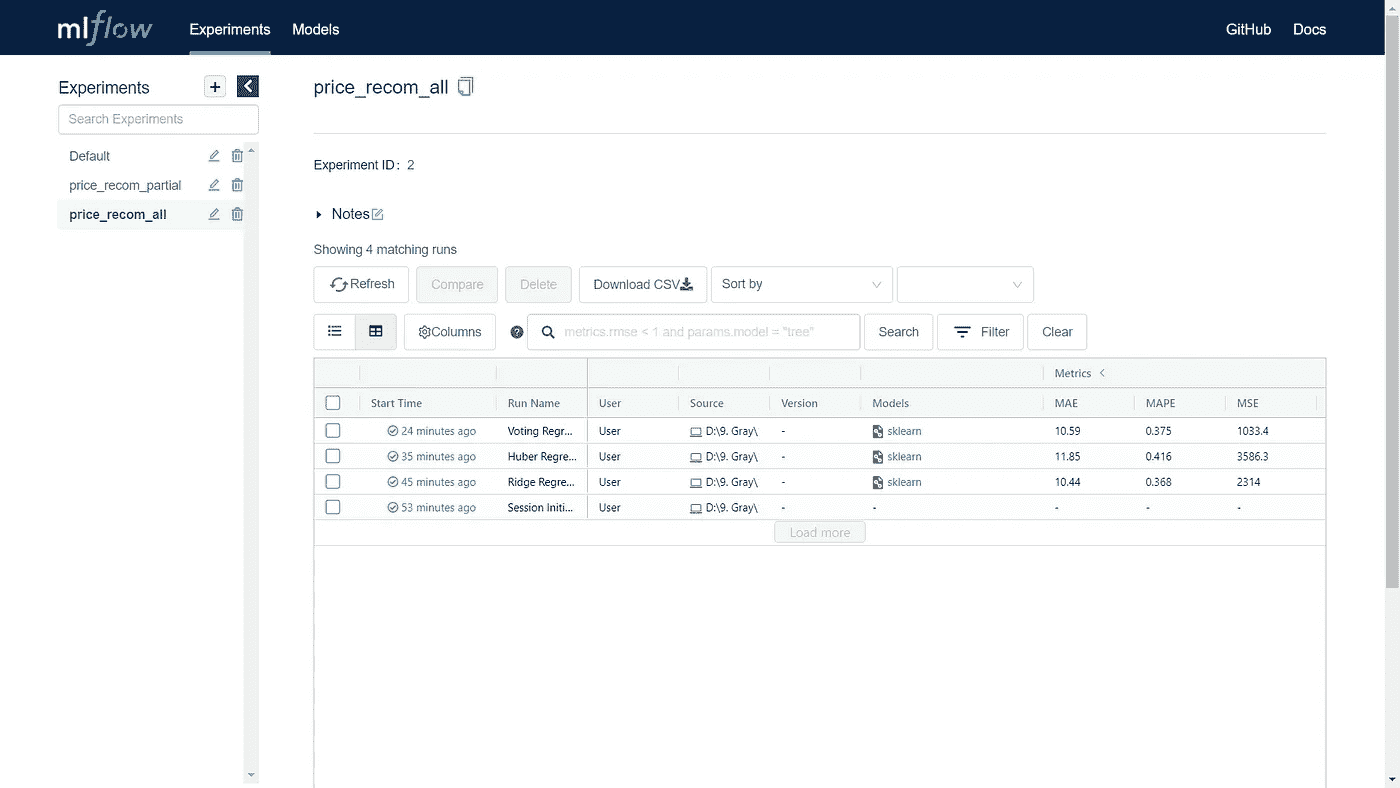 mlflow Experiments Models GitHub Docs
Experiments +
Search Experiments
Default
price_recom_partial
price_recom_all
price_recom_all
Experiment ID: 2
Notes
Showing 4 matching runs
Refresh Compare Delete Download CSV Sort by
Columns ? metrics.rmse < 1 and params.model = "tree" Search Filter Clear
Metrics <
Start Time Run Name User Source Version Models MAE MAPE MSE
24 minutes ago Voting Regr... User D:\9. Gray\ - sklearn 10.59 0.375 1033.4
35 minutes ago Huber Regre... User D:\9. Gray\ - sklearn 11.85 0.416 3586.3
45 minutes ago Ridge Regre... User D:\9. Gray\ - sklearn 10.44 0.368 2314
53 minutes ago Session Initi... User D:\9. Gray\ - - - - -
Load more